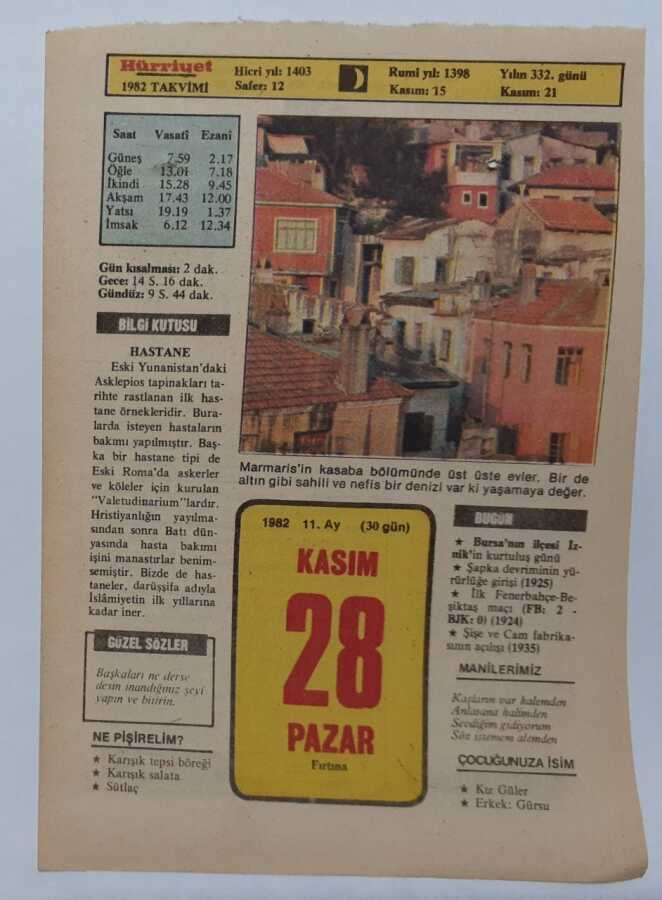 Hürriyet
1982 TAKVİMİ
Hicri yıl: 1403
Safer: 12
Rumi yıl: 1398
Kasım: 15
Yılın 332. günü
Kasım: 21
Saat Vasatî Ezanî
Güneş 7.59 2.17
Öğle 13.01 7.18
İkindi 15.28 9.45
Akşam 17.43 12.00
Yatsı 19.19 1.37
İmsak 6.12 12.34
Gün kısalması: 2 dak.
Gece: 14 S. 16 dak.
Gündüz: 9 S. 44 dak.
BİLGİ KUTUSU
HASTANE
Eski Yunanistan'daki
Asklepios tapınakları ta-
rihte rastlanan ilk has-
tane örnekleridir. Bura-
larda isteyen hastaların
bakımı yapılmıştır. Baş-
ka bir hastane tipi de
Eski Roma'da askerler
ve köleler için kurulan
"Valetudinarium"lardır.
Hristiyanlığın yayılma-
sından sonra Batı dün-
yasında hasta bakımı
işini manastırlar benim-
semiştir. Bizde de has-
taneler, darüşşifa adıyla
İslâmiyetin ilk yıllarına
kadar iner.
GÜZEL SÖZLER
Başkaları ne derse
desin inandığınız şeyi
yapın ve bitirin.
NE PİŞİRELİM?
★ Karışık tepsi böreği
★ Karışık salata
★ Sütlaç
Marmaris'in kasaba bölümünde üst üste evler. Bir de
altın gibi sahili ve nefis bir denizi var ki yaşamaya değer.
1982 11. Ay (30 gün)
KASIM
28
PAZAR
Fırtına
BUGÜN
★ Bursa'nın ilçesi İz-
nik'in kurtuluş günü
★ Şapka devriminin yü-
rürlüğe girişi (1925)
★ İlk Fenerbahçe-Be-
şiktaş maçı (FB: 2 -
BJK: 0) (1924)
★ Şişe ve Cam fabrika-
sının açılışı (1935)
MANİLERİMİZ
Kaşların var kalemden
Anlasana halimden
Sevdiğim gidiyorum
Söz istemem alemden
ÇOCUĞUNUZA İSİM
★ Kız Güler
★ Erkek: Gürsu